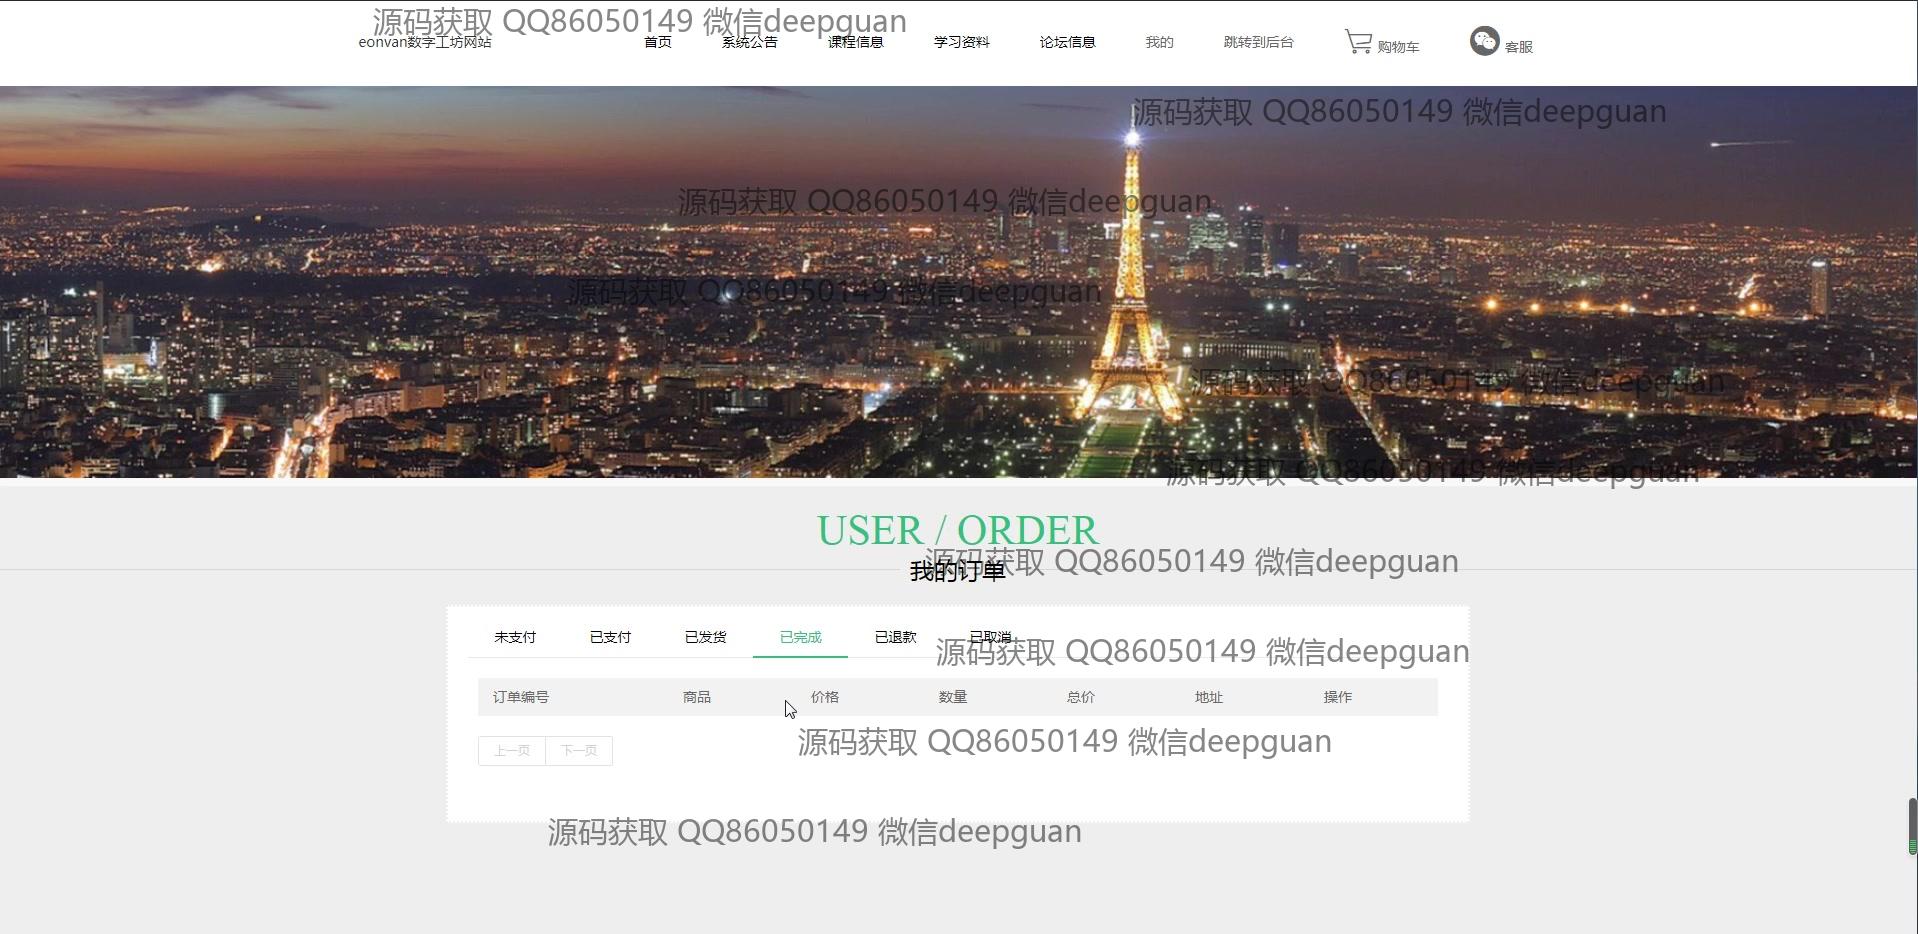 源码获取 QQ86050149 微信deepguan
eonvan数字工坊网站 首页 系统公告 课程信息 学习资料 论坛信息 我的 跳转到后台 购物车 客服
源码获取 QQ86050149 微信deepguan
源码获取 QQ86050149 微信deepguan
源码获取 QQ86050149 微信deepguan
源码获取 QQ86050149 微信deepguan
源码获取 QQ86050149 微信deepguan
USER / ORDER
源码获取 QQ86050149 微信deepguan
我的订单
未支付 已支付 已发货 已完成 已退款 已取消
源码获取 QQ86050149 微信deepguan
订单编号 商品 价格 数量 总价 地址 操作
源码获取 QQ86050149 微信deepguan
上一页 下一页
源码获取 QQ86050149 微信deepguan